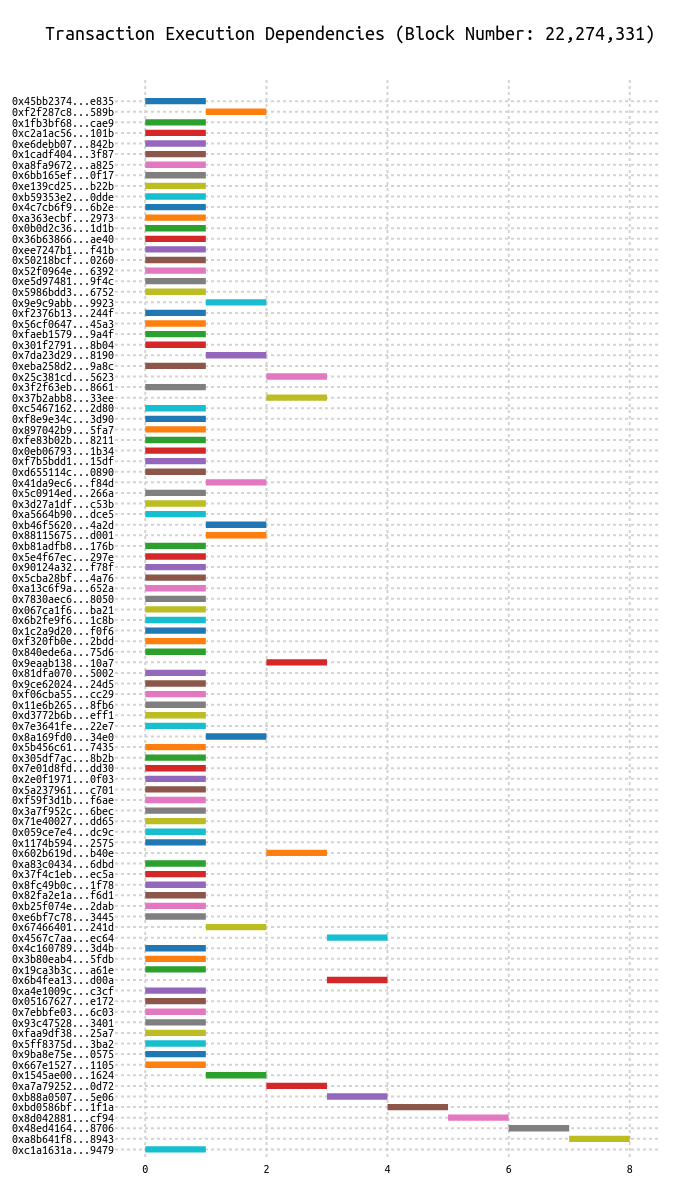 Transaction Execution Dependencies (Block Number: 22,274,331)
0x45bb2374...e835
0xf2f287c8...589b
0x1fb3bf68...cae9
0xc2a1ac56...101b
0xe6debb07...842b
0x1cadf404...3f87
0xa8fa9672...a825
0x6bb165ef...0f17
0xe139cd25...b22b
0xb59353e2...0dde
0x4c7cb6f9...6b2e
0xa363ecbf...2973
0x0b0d2c36...1d1b
0x36b63866...ae40
0xee7247b1...f41b
0x50218bcf...0260
0x52f0964e...6392
0xe5d97481...9f4c
0x5986bdd3...6752
0x9e9c9abb...9923
0xf2376b13...244f
0x56cf0647...45a3
0xfaeb1579...9a4f
0x301f2791...8b04
0x7da23d29...8190
0xeba258d2...9a8c
0x25c381cd...5623
0x3f2f63eb...8661
0x37b2abb8...33ee
0xc5467162...2d80
0xf8e9e34c...3d90
0x897042b9...5fa7
0xfe83b02b...8211
0x0eb06793...1b34
0xf7b5bdd1...15df
0xd655114c...0890
0x41da9ec6...f84d
0x5c0914ed...266a
0x3d27a1df...c53b
0xa5664b90...dce5
0xb46f5620...4a2d
0x88115675...d001
0xb81adfb8...176b
0x5e4f67ec...297e
0x90124a32...f78f
0x5cba28bf...4a76
0xa13c6f9a...652a
0x7830aec6...8050
0x067ca1f6...ba21
0x6b2fe9f6...1c8b
0x1c2a9d20...f0f6
0xf320fb0e...2bdd
0x840ede6a...75d6
0x9eaab138...10a7
0x81dfa070...5002
0x9ce62024...24d5
0xf06cba55...cc29
0x11e6b265...8fb6
0xd3772b6b...eff1
0x7e3641fe...22e7
0x8a169fd0...34e0
0x5b456c61...7435
0x305df7ac...8b2b
0x7e01d8fd...dd30
0x2e0f1971...0f03
0x5a237961...c701
0xf59f3d1b...f6ae
0x3a7f952c...6bec
0x71e40027...dd65
0x059ce7e4...dc9c
0x1174b594...2575
0x602b619d...b40e
0xa83c0434...6dbd
0x37f4c1eb...ec5a
0x8fc49b0c...1f78
0x82fa2e1a...f6d1
0xb25f074e...2dab
0xe6bf7c78...3445
0x67466401...241d
0x4567c7aa...ec64
0x4c160789...3d4b
0x3b80eab4...5fdb
0x19ca3b3c...a61e
0x6b4fea13...d00a
0xa4e1009c...c3cf
0x05167627...e172
0x7ebbfe03...6c03
0x93c47528...3401
0xfaa9df38...25a7
0x5ff8375d...3ba2
0x9ba8e75e...0575
0x667e1527...1105
0x1545ae00...1624
0xa7a79252...0d72
0xb88a0507...5e06
0xbd0586bf...1f1a
0x8d042881...cf94
0x48ed4164...8706
0xa8b641f8...8943
0xc1a1631a...9479
0 2 4 6 8